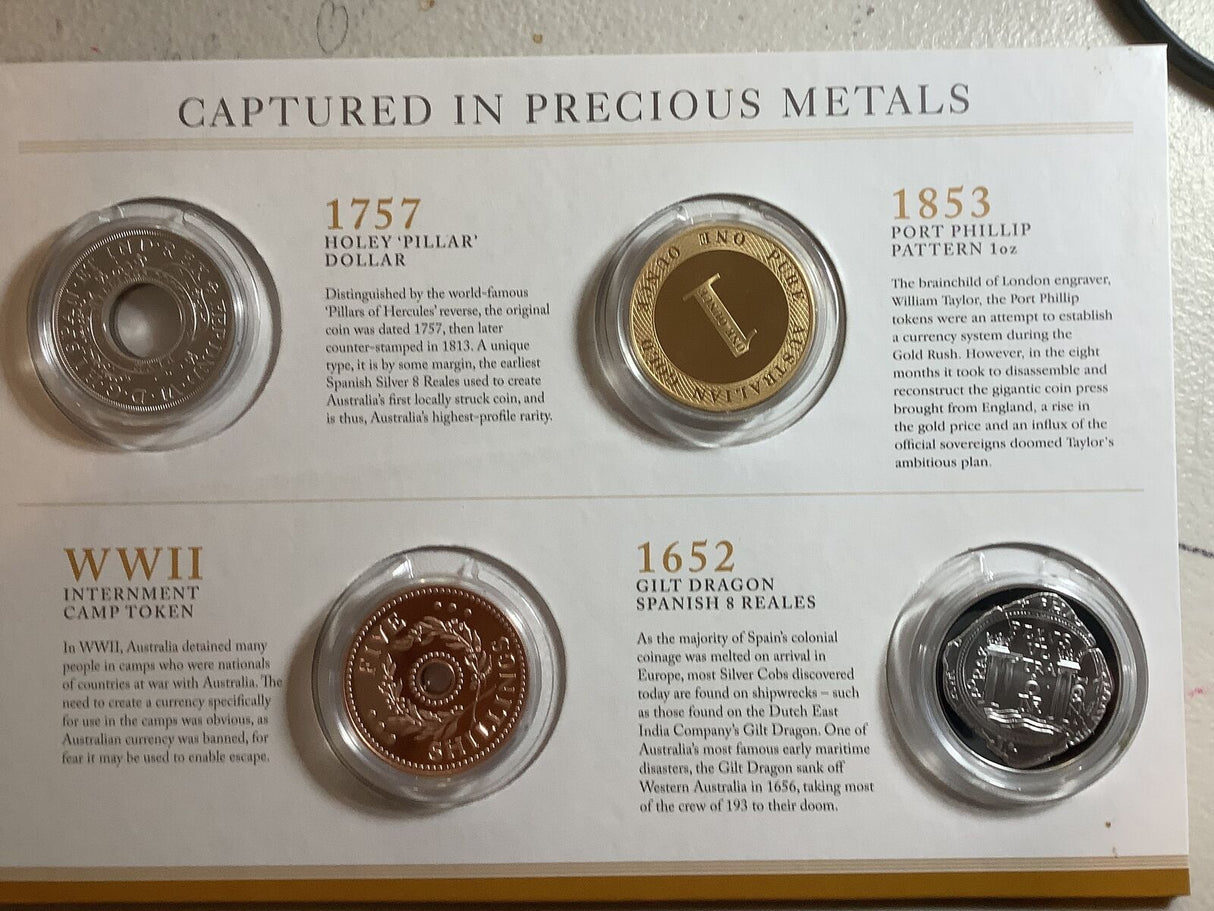 CAPTURED IN PRECIOUS METALS
1757
HOLEY ‘PILLAR’
DOLLAR
Distinguished by the world-famous
‘Pillars of Hercules’ reverse, the original
coin was dated 1757, then later
counter-stamped in 1813. A unique
type, it is by some margin, the earliest
Spanish Silver 8 Reales used to create
Australia’s first locally struck coin, and
is thus, Australia’s highest-profile rarity.
1853
PORT PHILLIP
PATTERN 1oz
The brainchild of London engraver,
William Taylor, the Port Phillip
tokens were an attempt to establish
a currency system during the
Gold Rush. However, in the eight
months it took to disassemble and
reconstruct the gigantic coin press
brought from England, a rise in
the gold price and an influx of the
official sovereigns doomed Taylor’s
ambitious plan.
PURE AUSTRALIAN
1
WWII
INTERNMENT
CAMP TOKEN
In WWII, Australia detained many
people in camps who were nationals
of countries at war with Australia. The
need to create a currency specifically
for use in the camps was obvious, as
Australian currency was banned, for
fear it may be used to enable escape.
FIVE
SHILLINGS
1652
GILT DRAGON
SPANISH 8 REALES
As the majority of Spain’s colonial
coinage was melted on arrival in
Europe, most Silver Cobs discovered
today are found on shipwrecks – such
as those found on the Dutch East
India Company’s Gilt Dragon. One of
Australia’s most famous early maritime
disasters, the Gilt Dragon sank off
Western Australia in 1656, taking most
of the crew of 193 to their doom.